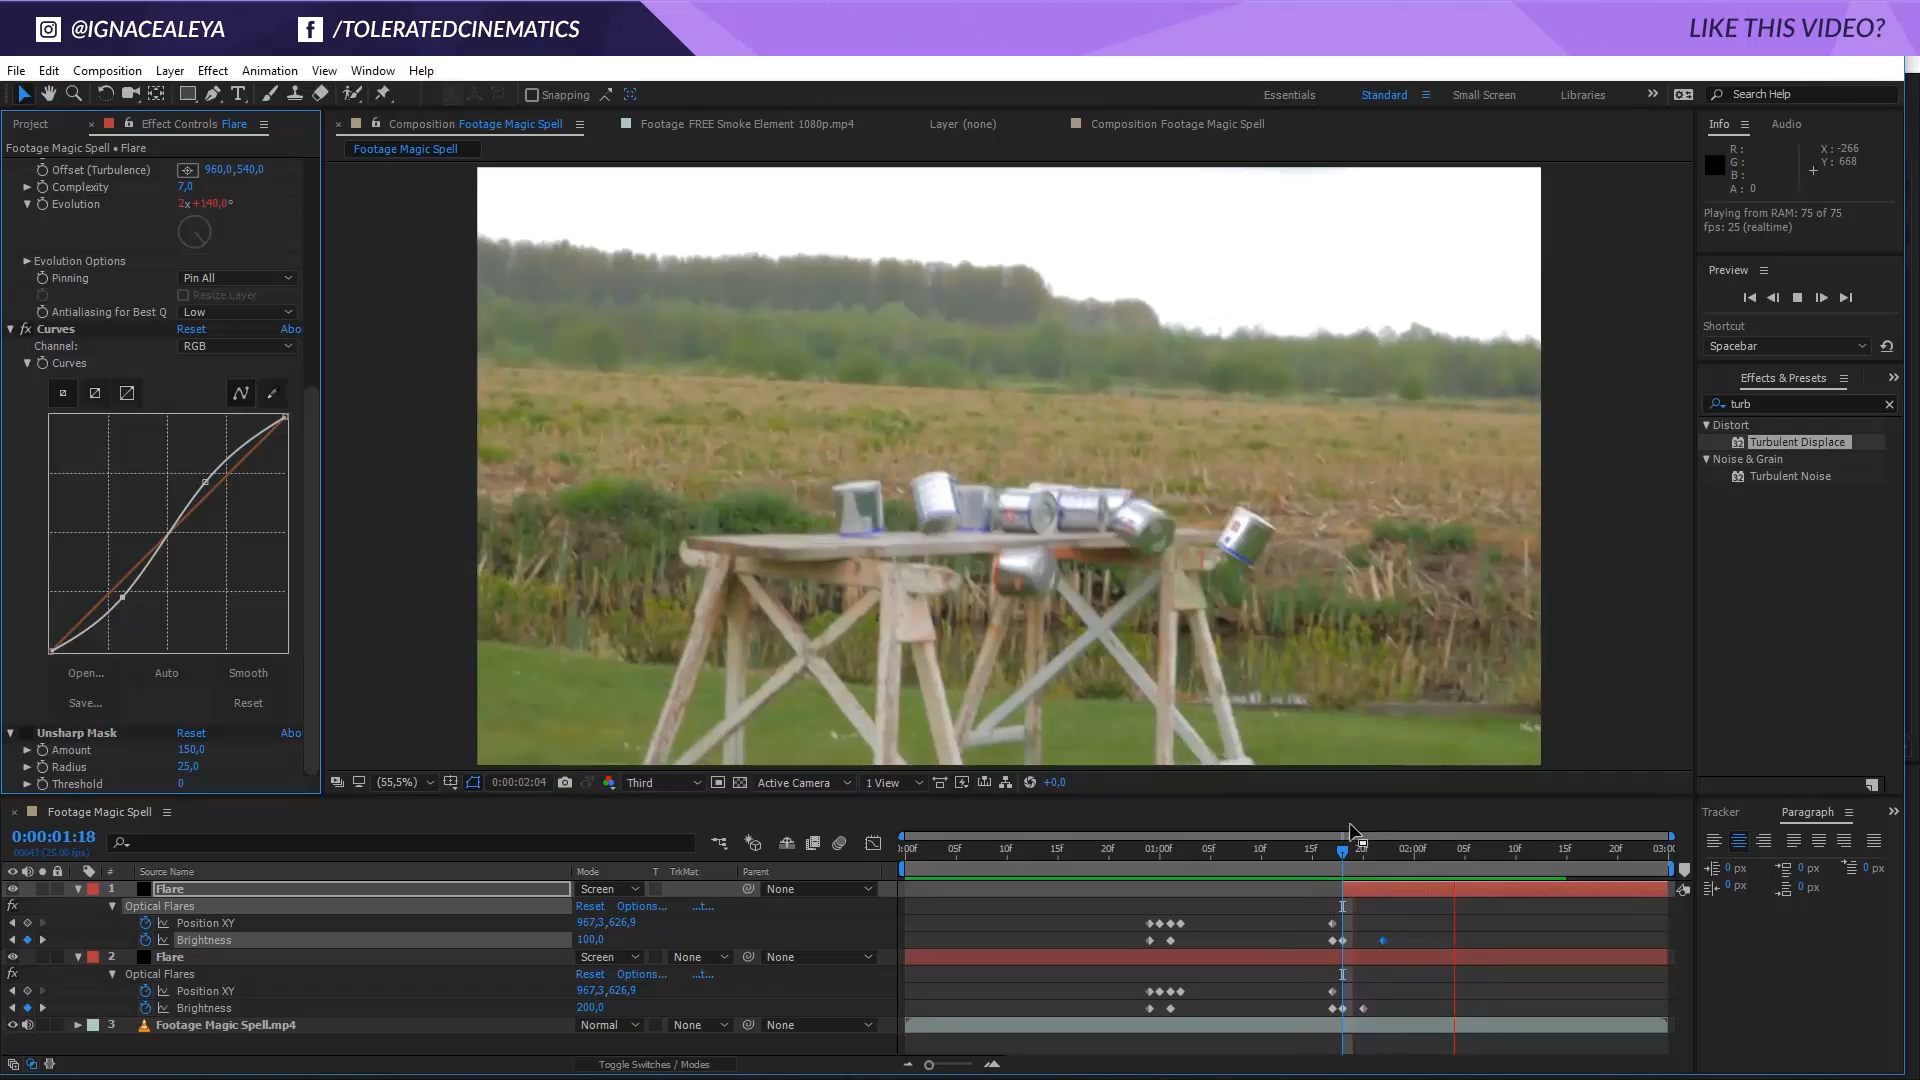 @IGNACEALEYA
/TOLERATEDCINEMATICS
LIKE THIS VIDEO?
File Edit Composition Layer Effect Animation View Window Help
Snapping
Essentials Standard Small Screen Libraries Search Help
Project Effect Controls Flare
Composition Footage Magic Spell Footage FREE Smoke Element 1080p.mp4 Layer (none) Composition Footage Magic Spell
Info Audio
Footage Magic Spell • Flare
Footage Magic Spell
Offset (Turbulence) 960,0,540,0
Complexity 7,0
Evolution 2x+140,0°
Evolution Options
Pinning Pin All
Resize Layer
Antialiasing for Best Q Low
fx Curves Reset Abo
Channel: RGB
Curves
Open... Auto Smooth
Save... Reset
Unsharp Mask Reset Abo
Amount 150,0
Radius 25,0
Threshold 0
R :
G :
B :
A : 0
X : -266
Y : 668
Playing from RAM: 75 of 75
fps: 25 (realtime)
Preview
Shortcut
Spacebar
Effects & Presets
turb
Distort
32 Turbulent Displace
Noise & Grain
32 Turbulent Noise
(55,5%) 0:00:02:04 Third Active Camera 1 View +0,0
Footage Magic Spell
0:00:01:18
00043 (25.00 fps)
# Source Name Mode T TrkMat Parent
:00f 05f 10f 15f 20f 01:00f 05f 10f 15f 20f 02:00f 05f 10f 15f 20f 03:0
1 Flare Screen None
fx Optical Flares Reset Options... ...t...
Position XY 967,3,626,9
Brightness 100,0
2 Flare Screen None None
fx Optical Flares Reset Options... ...t...
Position XY 967,3,626,9
Brightness 200,0
3 Footage Magic Spell.mp4 Normal None None
Toggle Switches / Modes
Tracker Paragraph
0 px 0 px 0 px
0 px 0 px